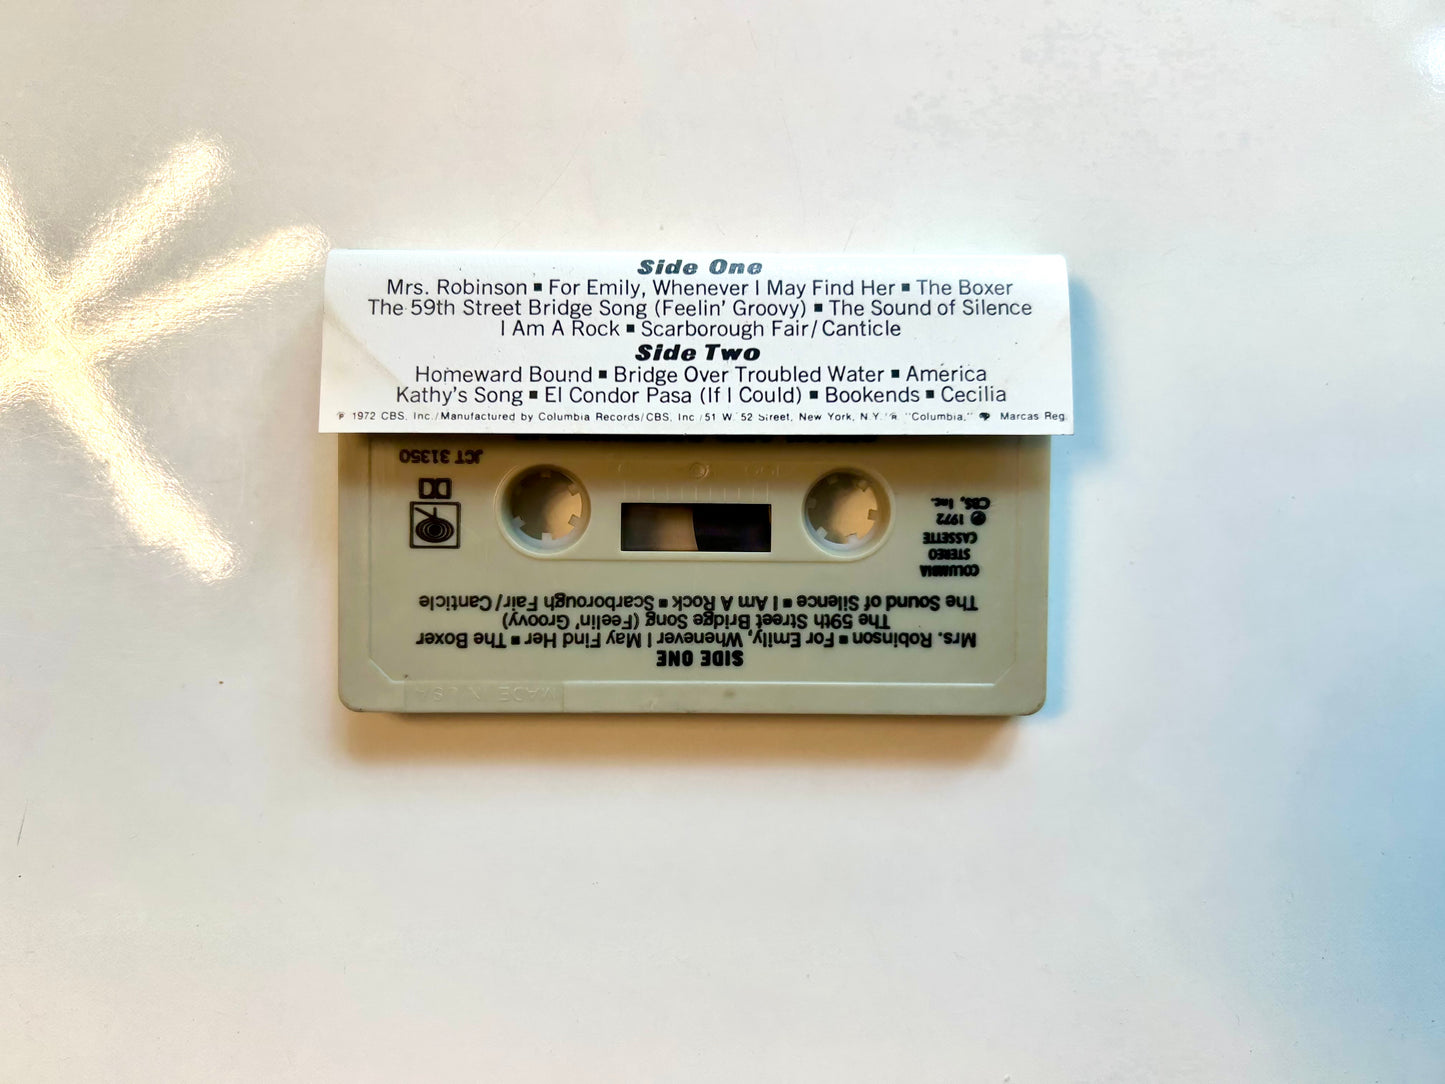 Side One
Mrs. Robinson ▪ For Emily, Whenever I May Find Her ▪ The Boxer
The 59th Street Bridge Song (Feelin' Groovy) ▪ The Sound of Silence
I Am A Rock ▪ Scarborough Fair/Canticle
Side Two
Homeward Bound ▪ Bridge Over Troubled Water ▪ America
Kathy's Song ▪ El Condor Pasa (If I Could) ▪ Bookends ▪ Cecilia
℗ 1972 CBS, Inc./Manufactured by Columbia Records/CBS, Inc./51 W. 52 Street, New York, N.Y./® "Columbia," Marcas Reg.
SIDE ONE
Mrs. Robinson ▪ For Emily, Whenever I May Find Her ▪ The Boxer
The 59th Street Bridge Song (Feelin' Groovy)
The Sound of Silence ▪ I Am A Rock ▪ Scarborough Fair/Canticle
COLUMBIA
STEREO
CASSETTE
℗ 1972
CBS, Inc.
JCT 31350
100
MADE IN USA